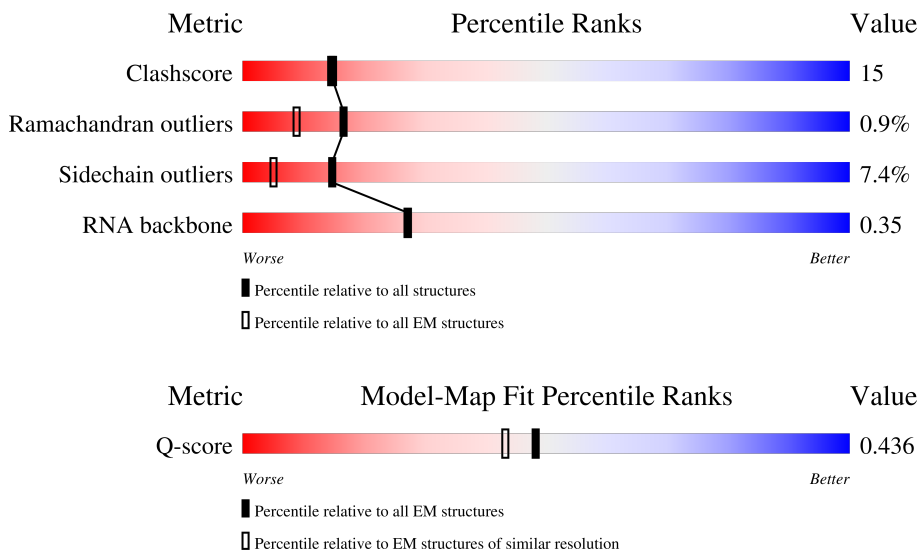 Metric Percentile Ranks Value
Clashscore 15
Ramachandran outliers 0.9%
Sidechain outliers 7.4%
RNA backbone 0.35
Worse Better
Percentile relative to all structures
Percentile relative to all EM structures
Metric Model-Map Fit Percentile Ranks Value
Q-score 0.436
Worse Better
Percentile relative to all EM structures
Percentile relative to EM structures of similar resolution